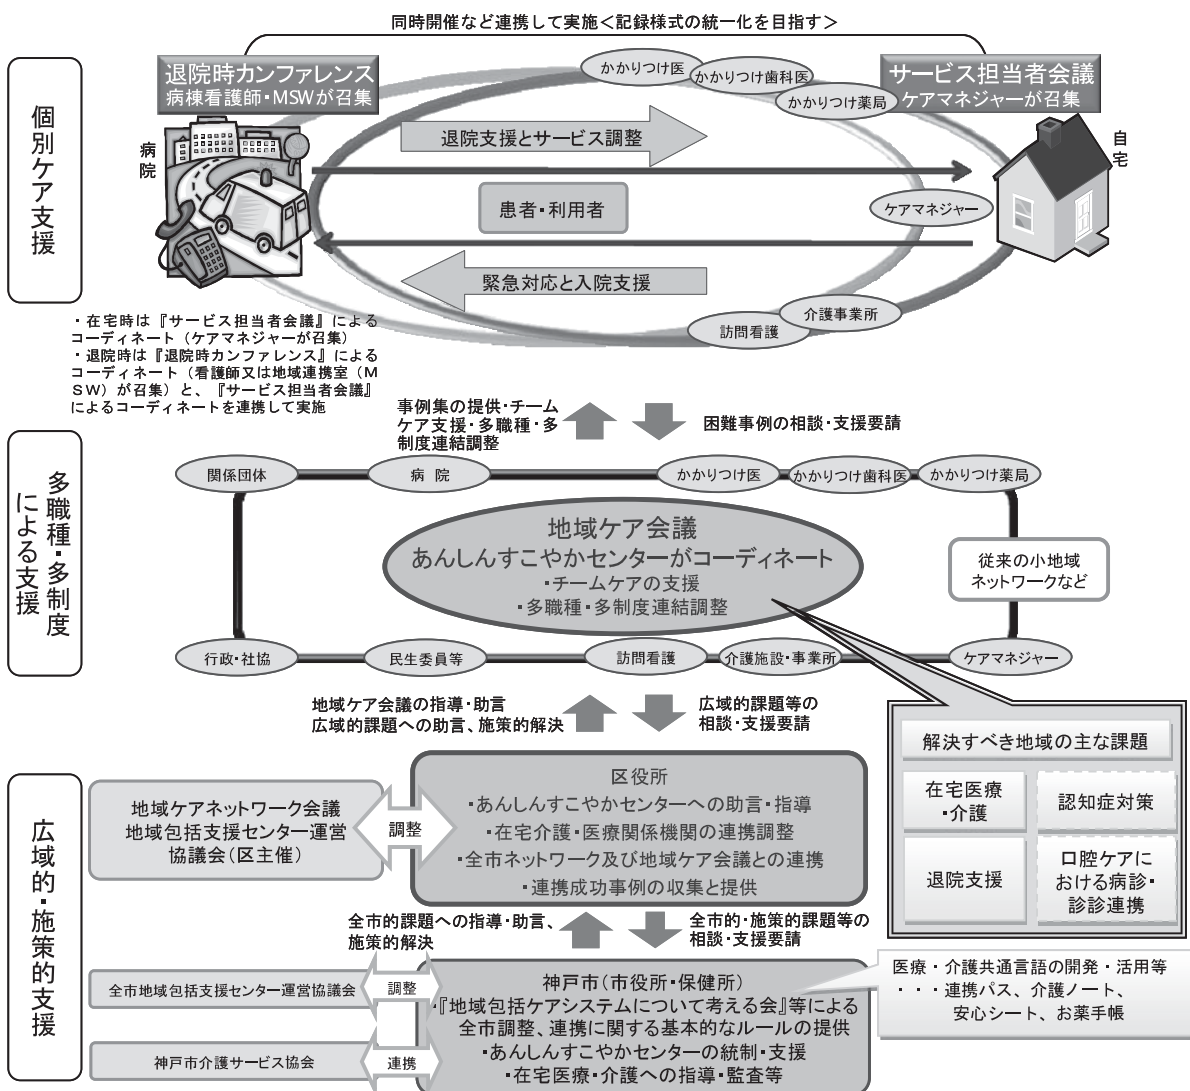 同時開催など連携して実施<記録様式の統一化を目指す>
個別ケア支援
退院時カンファレンス
病棟看護師・MSWが召集
サービス担当者会議
ケアマネジャーが召集
かかりつけ医
かかりつけ歯科医
かかりつけ薬局
病院
自宅
退院支援とサービス調整
患者・利用者
ケアマネジャー
緊急対応と入院支援
介護事業所
訪問看護
・在宅時は『サービス担当者会議』による
コーディネート(ケアマネジャーが召集)
・退院時は『退院時カンファレンス』による
コーディネート(看護師又は地域連携室(M
SW)が召集)と、『サービス担当者会議』
によるコーディネートを連携して実施
事例集の提供・チーム
ケア支援・多職種・多
制度連結調整
困難事例の相談・支援要請
多職種・多制度
による支援
関係団体
病 院
かかりつけ医
かかりつけ歯科医
かかりつけ薬局
地域ケア会議
あんしんすこやかセンターがコーディネート
・チームケアの支援
・多職種・多制度連結調整
従来の小地域
ネットワークなど
行政・社協
民生委員等
訪問看護
介護施設・事業所
ケアマネジャー
地域ケア会議の指導・助言
広域的課題への助言、施策的解決
広域的課題等の
相談・支援要請
解決すべき地域の主な課題
在宅医療
・介護
認知症対策
退院支援
口腔ケアに
おける病診・
診診連携
広域的・施策的支援
地域ケアネットワーク会議
地域包括支援センター運営
協議会(区主催)
調整
区役所
・あんしんすこやかセンターへの助言・指導
・在宅介護・医療関係機関の連携調整
・全市ネットワーク及び地域ケア会議との連携
・連携成功事例の収集と提供
全市的課題への指導・助言、
施策的解決
全市的・施策的課題等の
相談・支援要請
全市地域包括支援センター運営協議会
調整
神戸市介護サービス協会
連携
神戸市(市役所・保健所)
・『地域包括ケアシステムについて考える会』等による
全市調整、連携に関する基本的なルールの提供
・あんしんすこやかセンターの統制・支援
・在宅医療・介護への指導・監査等
医療・介護共通言語の開発・活用等
・・・連携パス、介護ノート、
安心シート、お薬手帳